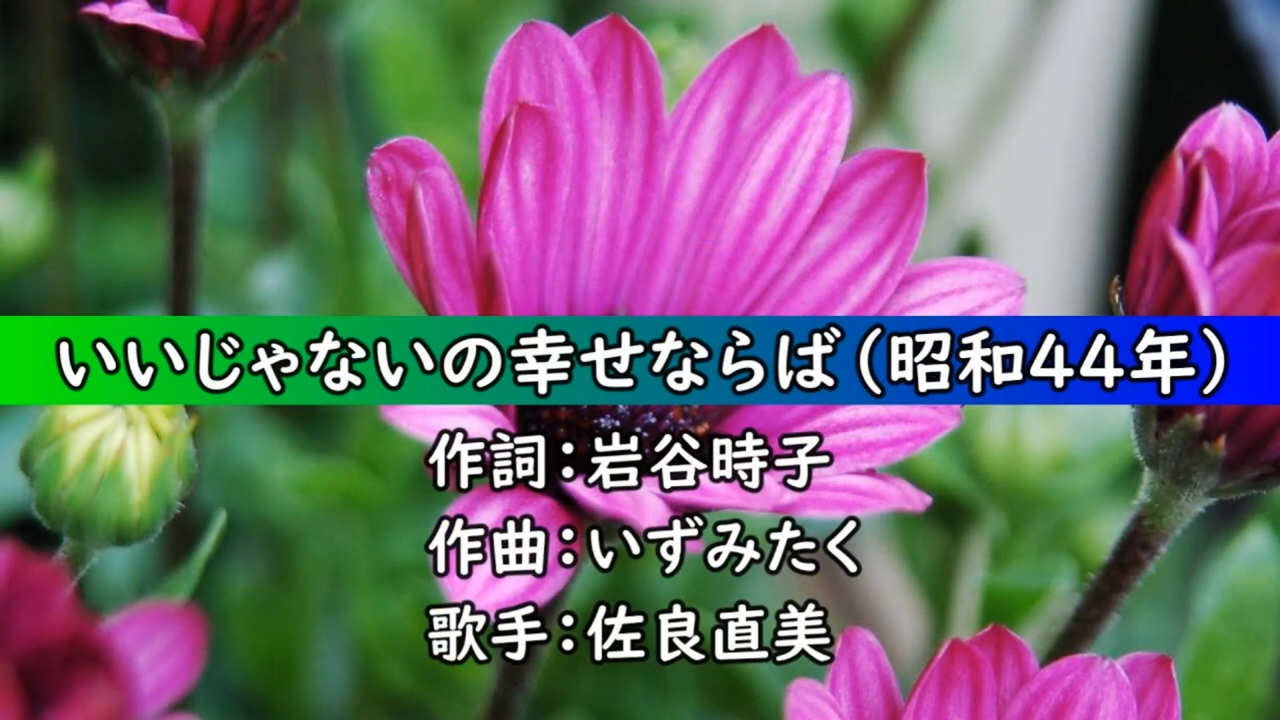 いいじゃないの幸せならば（昭和４４年）
作詞：岩谷時子
作曲：いずみたく
歌手：佐良直美